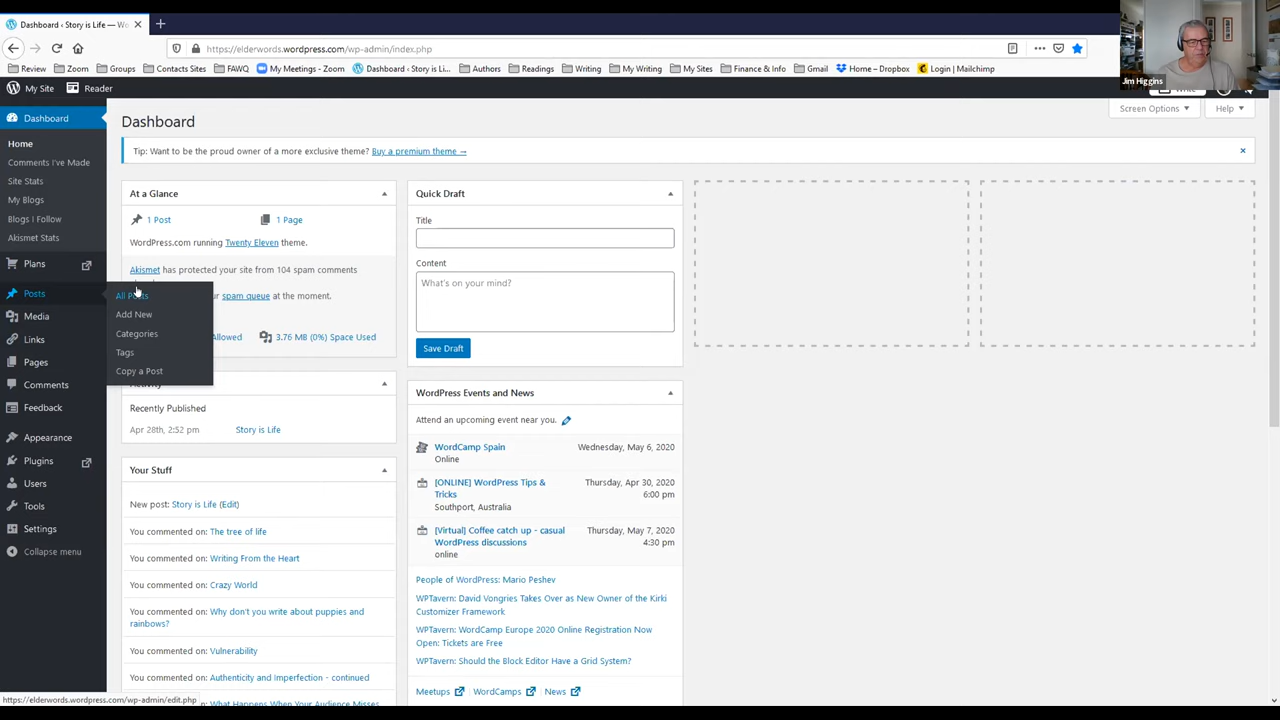 Dashboard ‹ Story is Life — Wo
https://elderwords.wordpress.com/wp-admin/index.php
Review Zoom Groups Contacts Sites FAWQ My Meetings - Zoom Dashboard ‹ Story is Li... Authors Readings Writing My Writing My Sites Finance & Info Gmail Home – Dropbox Login | Mailchimp
Jim Higgins
My Site Reader
Screen Options Help
Dashboard
Home
Comments I've Made
Site Stats
My Blogs
Blogs I Follow
Akismet Stats
Plans
Posts
Media
Links
Pages
Comments
Feedback
Appearance
Plugins
Users
Tools
Settings
Collapse menu
All Posts
Add New
Categories
Tags
Copy a Post
Dashboard
Tip: Want to be the proud owner of a more exclusive theme? Buy a premium theme →
At a Glance
1 Post 1 Page
WordPress.com running Twenty Eleven theme.
Akismet has protected your site from 104 spam comments
spam queue at the moment.
Allowed 3.76 MB (0%) Space Used
Activity
Recently Published
Apr 28th, 2:52 pm Story is Life
Your Stuff
New post: Story is Life (Edit)
You commented on: The tree of life
You commented on: Writing From the Heart
You commented on: Crazy World
You commented on: Why don't you write about puppies and
rainbows?
You commented on: Vulnerability
You commented on: Authenticity and Imperfection - continued
What Happens When Your Audience Misses
Quick Draft
Title
Content
What's on your mind?
Save Draft
WordPress Events and News
Attend an upcoming event near you.
WordCamp Spain Wednesday, May 6, 2020
Online
[ONLINE] WordPress Tips & Thursday, Apr 30, 2020
Tricks 6:00 pm
Southport, Australia
[Virtual] Coffee catch up - casual Thursday, May 7, 2020
WordPress discussions 4:30 pm
online
People of WordPress: Mario Peshev
WPTavern: David Vongries Takes Over as New Owner of the Kirki
Customizer Framework
WPTavern: WordCamp Europe 2020 Online Registration Now
Open: Tickets are Free
WPTavern: Should the Block Editor Have a Grid System?
Meetups WordCamps News
https://elderwords.wordpress.com/wp-admin/edit.php